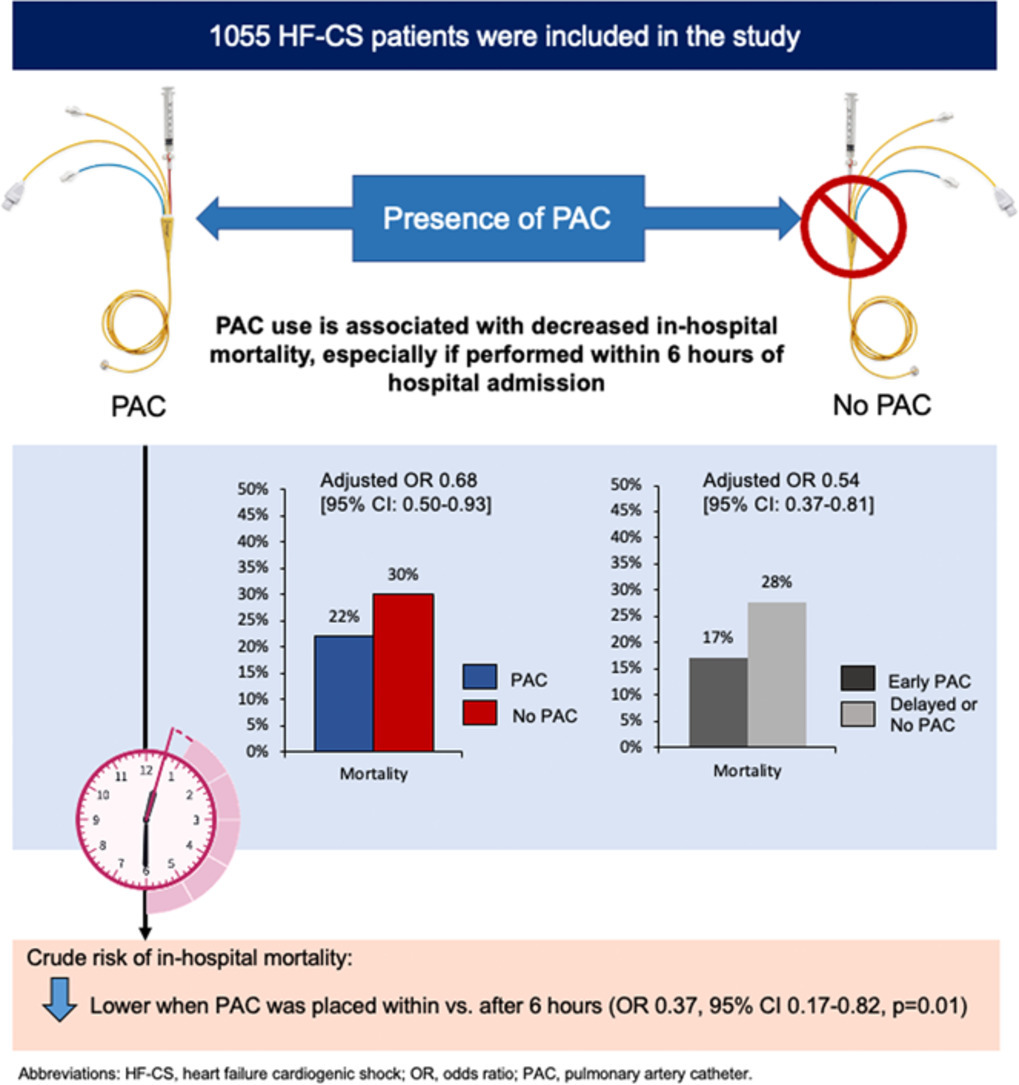 1055 HF-CS patients were included in the study
Presence of PAC
PAC use is associated with decreased in-hospital
mortality, especially if performed within 6 hours of
hospital admission
PAC
No PAC
Adjusted OR 0.68
[95% CI: 0.50-0.93]
50%
45%
40%
35%
30%
25%
20%
15%
10%
5%
0%
22%
30%
Mortality
PAC
No PAC
Adjusted OR 0.54
[95% CI: 0.37-0.81]
50%
45%
40%
35%
30%
25%
20%
15%
10%
5%
0%
17%
28%
Mortality
Early PAC
Delayed or
No PAC
12
1
2
3
4
5
6
7
8
9
10
11
Crude risk of in-hospital mortality:
Lower when PAC was placed within vs. after 6 hours (OR 0.37, 95% CI 0.17-0.82, p=0.01)
Abbreviations: HF-CS, heart failure cardiogenic shock; OR, odds ratio; PAC, pulmonary artery catheter.